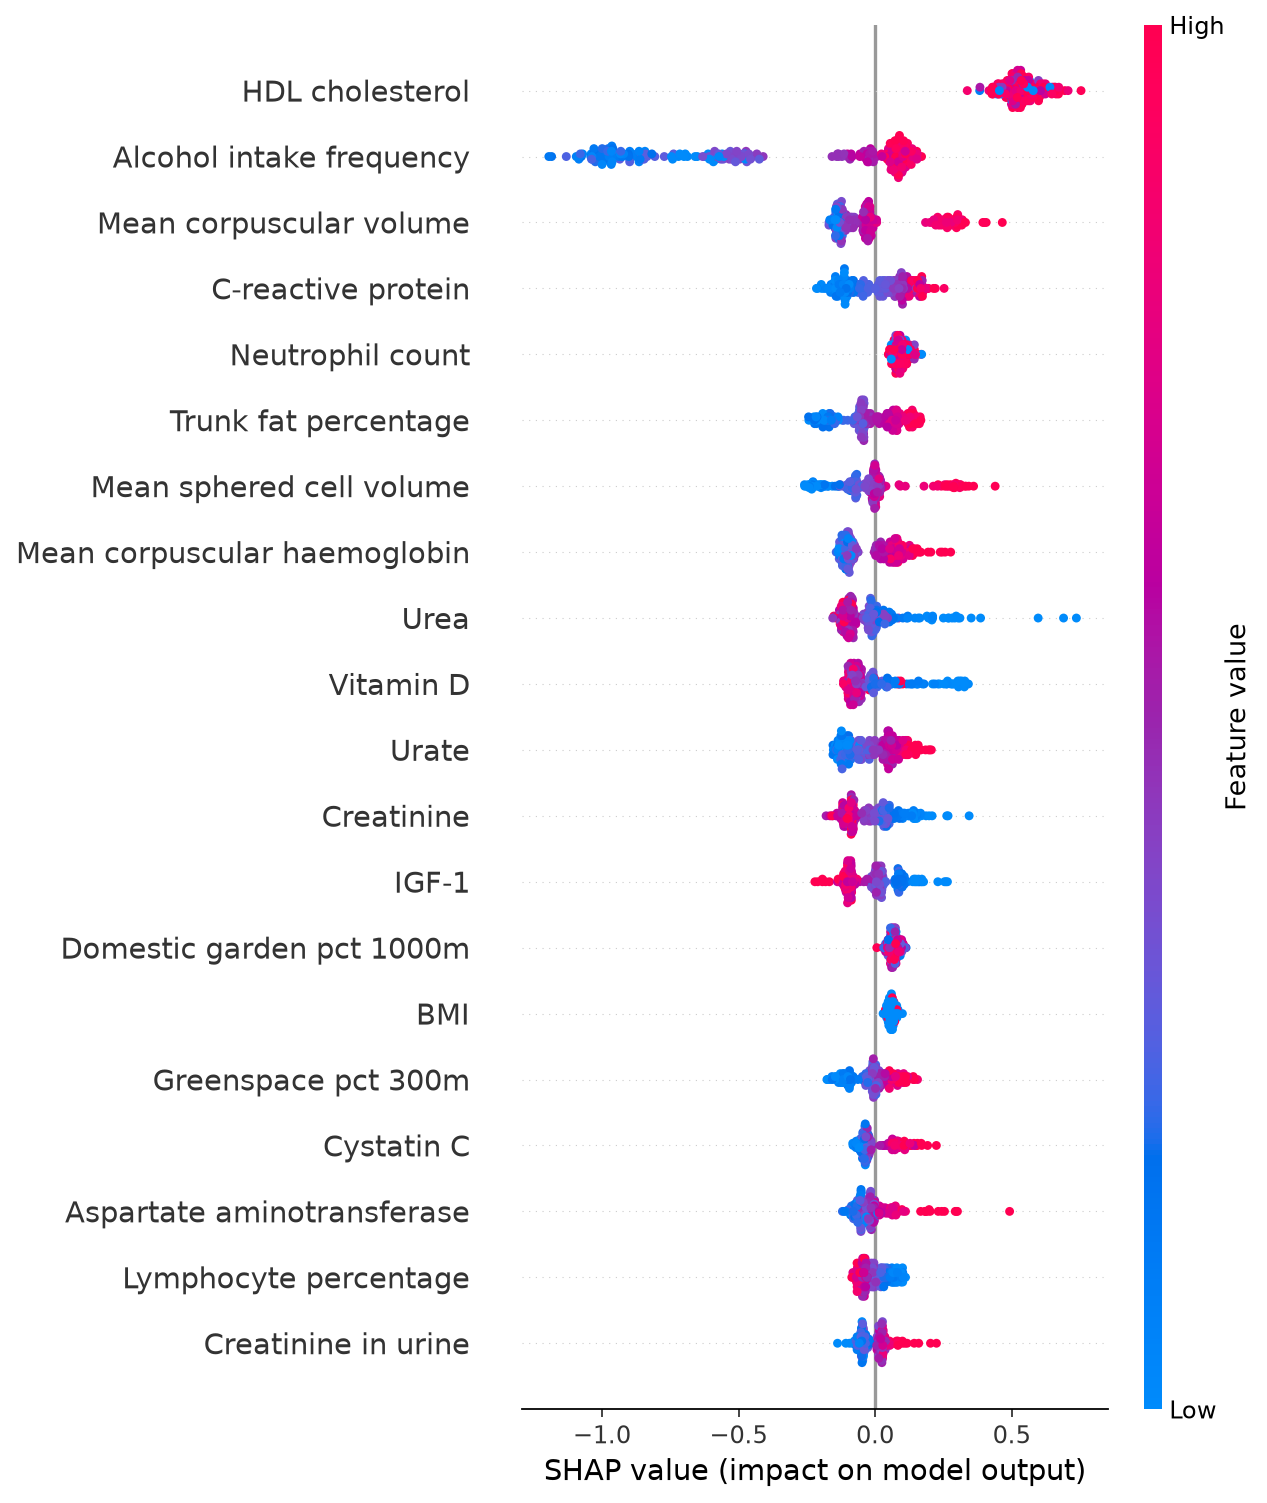 High
HDL cholesterol
Alcohol intake frequency
Mean corpuscular volume
C-reactive protein
Neutrophil count
Trunk fat percentage
Mean sphered cell volume
Mean corpuscular haemoglobin
Urea
Vitamin D
Urate
Creatinine
IGF-1
Domestic garden pct 1000m
BMI
Greenspace pct 300m
Cystatin C
Aspartate aminotransferase
Lymphocyte percentage
Creatinine in urine
Feature value
Low
−1.0 −0.5 0.0 0.5
SHAP value (impact on model output)